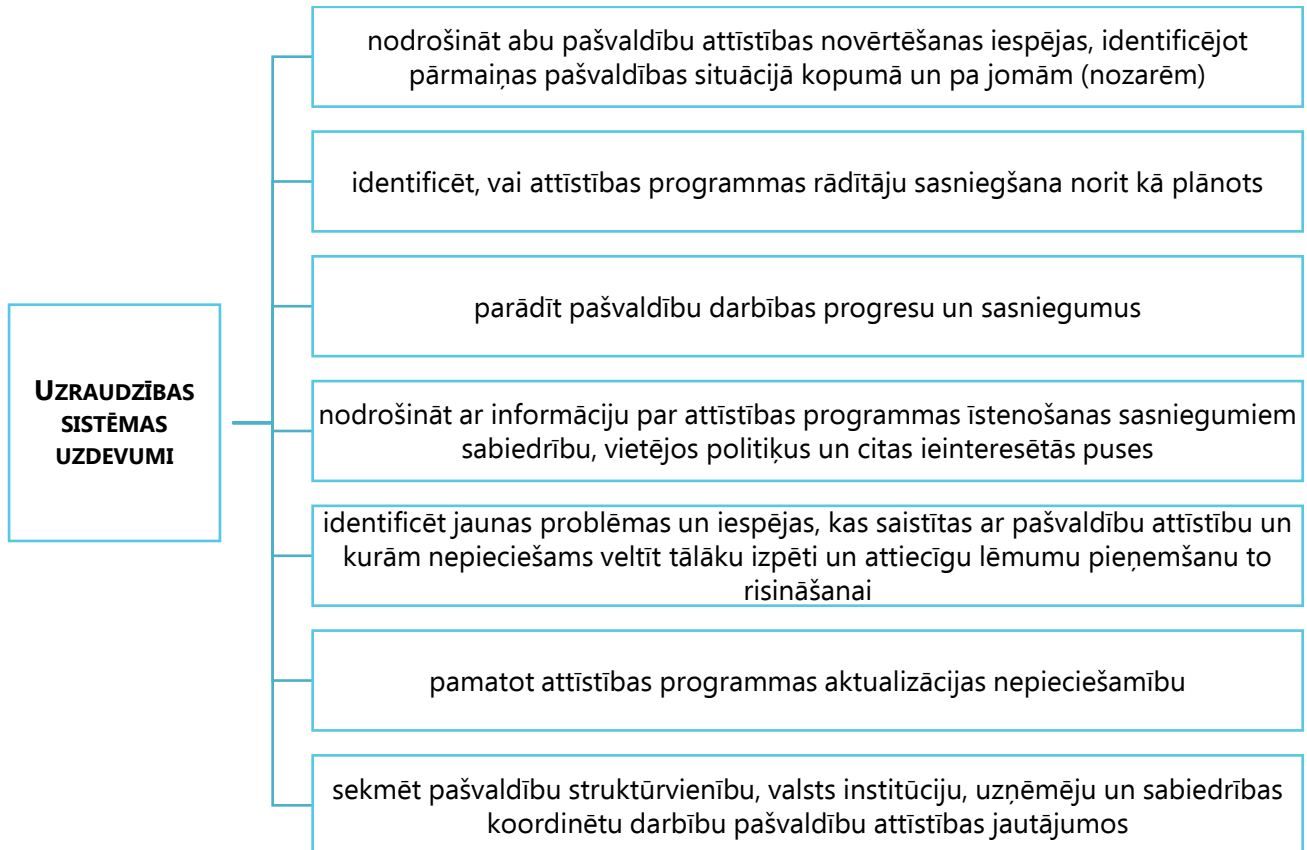 nodrošināt abu pašvaldību attīstības novērtēšanas iespējas, identificējot
pārmaiņas pašvaldības situācijā kopumā un pa jomām (nozarēm)
identificēt, vai attīstības programmas rādītāju sasniegšana norit kā plānots
parādīt pašvaldību darbības progresu un sasniegumus
UZRAUDZĪBAS
SISTĒMAS
UZDEVUMI
nodrošināt ar informāciju par attīstības programmas īstenošanas sasniegumiem
sabiedrību, vietējos politiķus un citas ieinteresētās puses
identificēt jaunas problēmas un iespējas, kas saistītas ar pašvaldību attīstību un
kurām nepieciešams veltīt tālāku izpēti un attiecīgu lēmumu pieņemšanu to
risināšanai
pamatot attīstības programmas aktualizācijas nepieciešamību
sekmēt pašvaldību struktūrvienību, valsts institūciju, uzņēmēju un sabiedrības
koordinētu darbību pašvaldību attīstības jautājumos